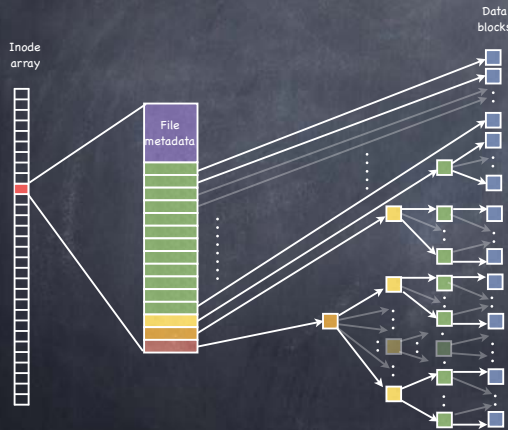 Data
blocks
Inode
array
File
metadata